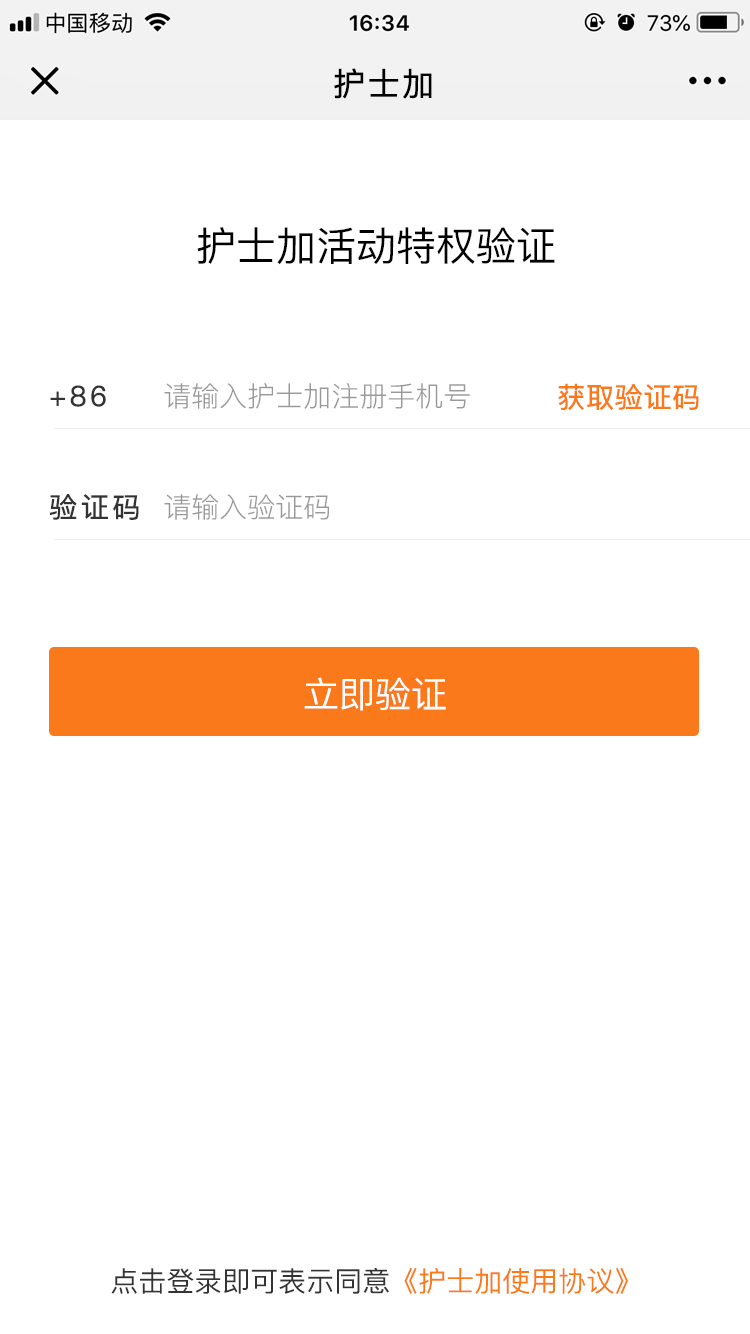 中国移动 16:34 73%
护士加
护士加活动特权验证
+86 请输入护士加注册手机号 获取验证码
验证码 请输入验证码
立即验证
点击登录即可表示同意《护士加使用协议》